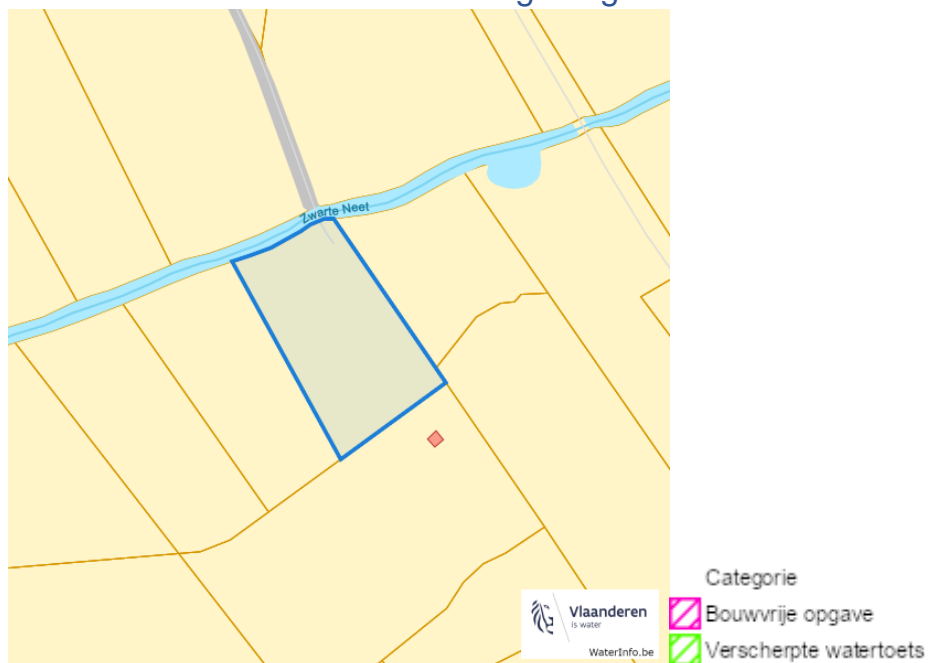 Zwarte Neet
Vlaanderen
is water
WaterInfo.be
Categorie
Bouwvrije opgave
Verscherpte watertoets